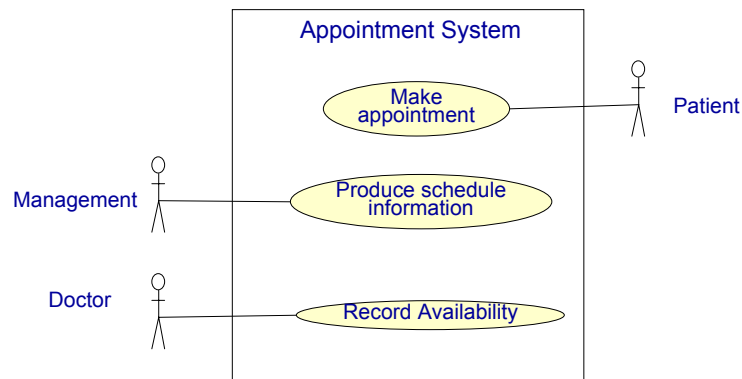 Appointment System
Make
appointment
Patient
Management
Produce schedule
information
Doctor
Record Availability